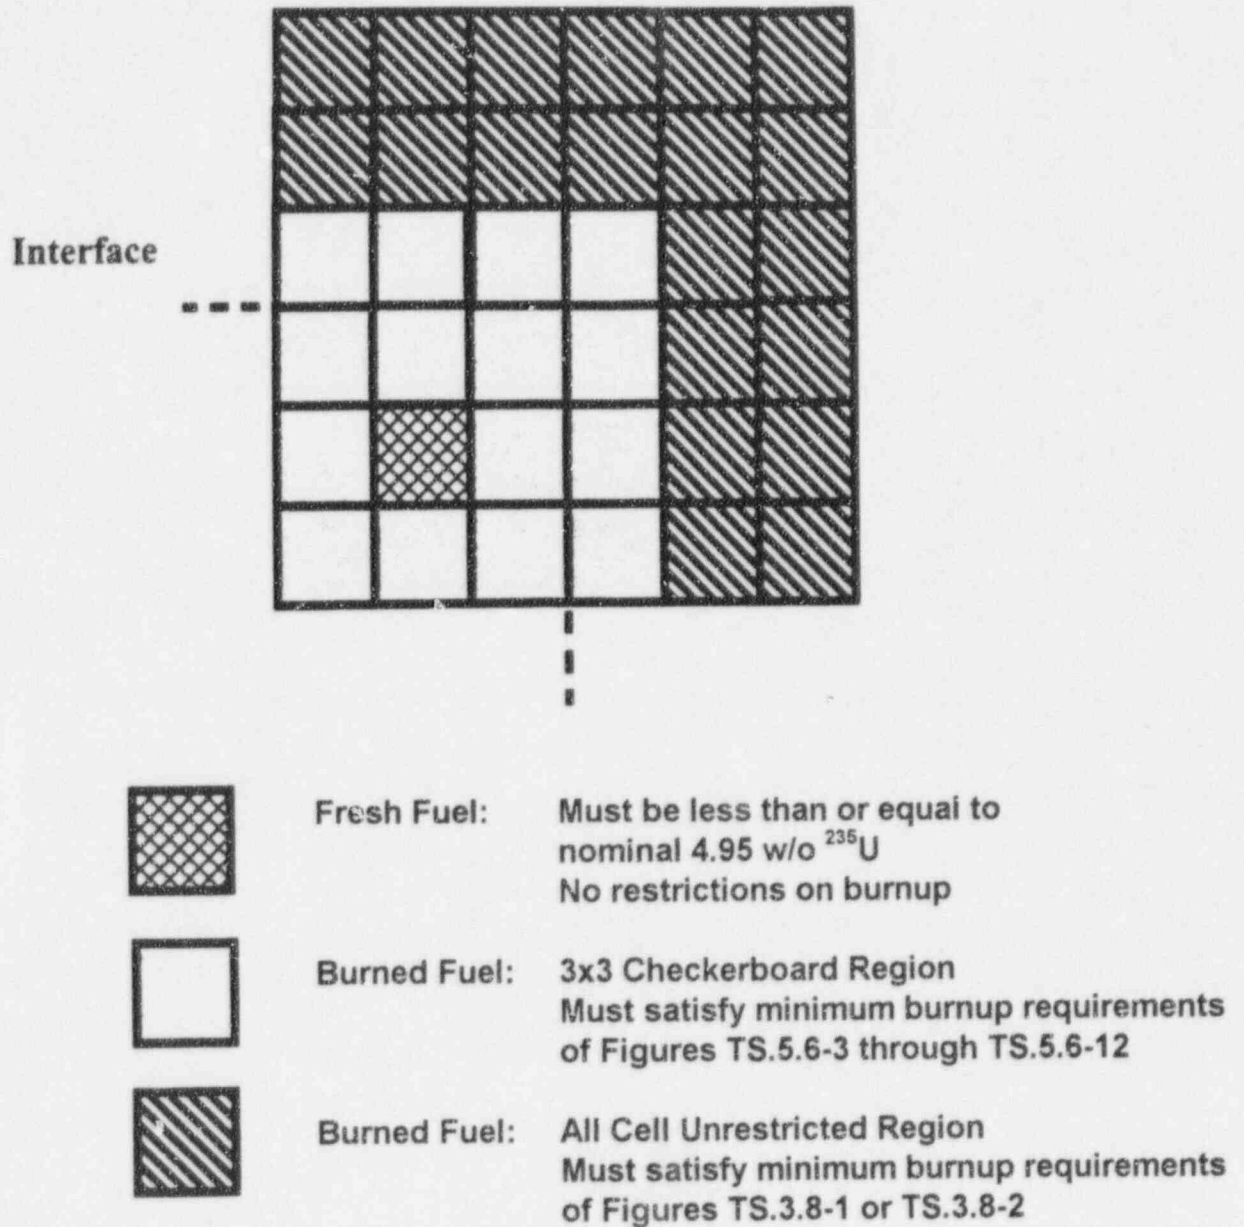 Interface
Fresh Fuel: Must be less than or equal to
nominal 4.95 w/o ²³⁵U
No restrictions on burnup
Burned Fuel: 3x3 Checkerboard Region
Must satisfy minimum burnup requirements
of Figures TS.5.6-3 through TS.5.6-12
Burned Fuel: All Cell Unrestricted Region
Must satisfy minimum burnup requirements
of Figures TS.3.8-1 or TS.3.8-2